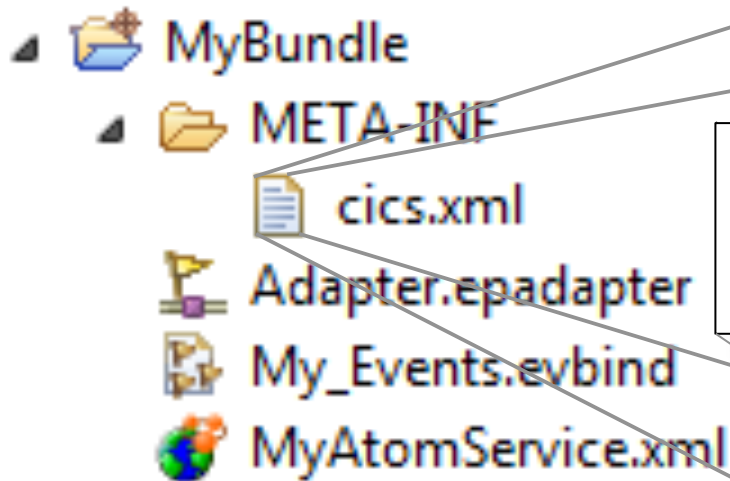 MyBundle
META-INF
cics.xml
Adapter.epadapter
My_Events.evbind
MyAtomService.xml